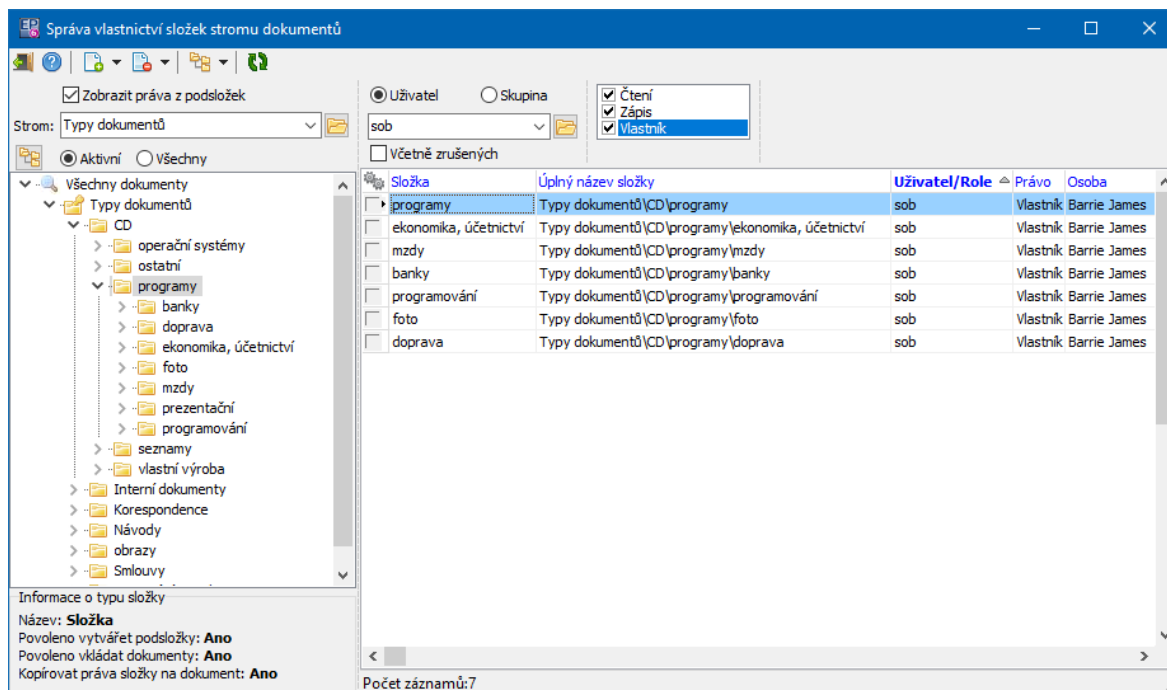 Správa vlastnictví složek stromu dokumentů
Zobrazit práva z podsložek
Strom: Typy dokumentů
Aktivní Všechny
Všechny dokumenty
Typy dokumentů
CD
operační systémy
ostatní
programy
banky
doprava
ekonomika, účetnictví
foto
mzdy
prezentační
programování
seznamy
vlastní výroba
Interní dokumenty
Korespondence
Návody
obrazy
Smlouvy
Informace o typu složky
Název: Složka
Povoleno vytvářet podsložky: Ano
Povoleno vkládat dokumenty: Ano
Kopírovat práva složky na dokument: Ano
Uživatel Skupina
sob
Včetně zrušených
Čtení
Zápis
Vlastník
Složka Úplný název složky Uživatel/Role Právo Osoba
programy Typy dokumentů\CD\programy sob Vlastník Barrie James
ekonomika, účetnictví Typy dokumentů\CD\programy\ekonomika, účetnictví sob Vlastník Barrie James
mzdy Typy dokumentů\CD\programy\mzdy sob Vlastník Barrie James
banky Typy dokumentů\CD\programy\banky sob Vlastník Barrie James
programování Typy dokumentů\CD\programy\programování sob Vlastník Barrie James
foto Typy dokumentů\CD\programy\foto sob Vlastník Barrie James
doprava Typy dokumentů\CD\programy\doprava sob Vlastník Barrie James
Počet záznamů:7